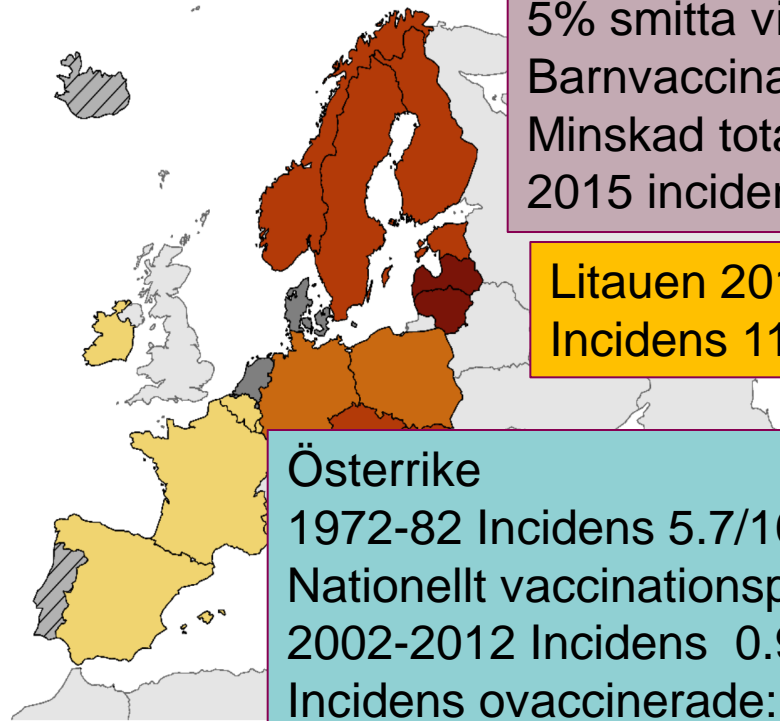 5% smitta vi
Barnvaccina
Minskad tota
2015 inciden
Litauen 201
Incidens 11
Österrike
1972-82 Incidens 5.7/10
Nationellt vaccinationsp
2002-2012 Incidens 0.9
Incidens ovaccinerade: